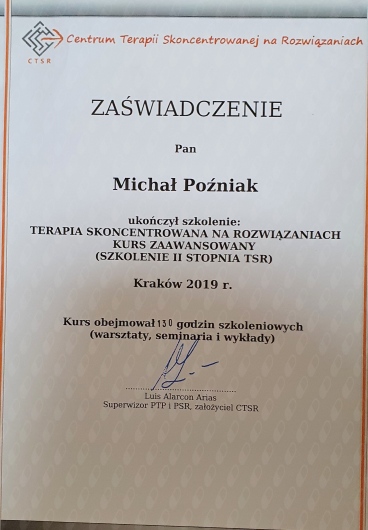 Centrum Terapii Skoncentrowanej na Rozwiązaniach
CTSR
ZAŚWIADCZENIE
Pan
Michał Poźniak
ukończył szkolenie:
TERAPIA SKONCENTROWANA NA ROZWIĄZANIACH
KURS ZAAWANSOWANY
(SZKOLENIE II STOPNIA TSR)
Kraków 2019 r.
Kurs obejmował 130 godzin szkoleniowych
(warsztaty, seminaria i wykłady)
Luis Alarcon Arias
Superwizor PTP i PSR, założyciel CTSR